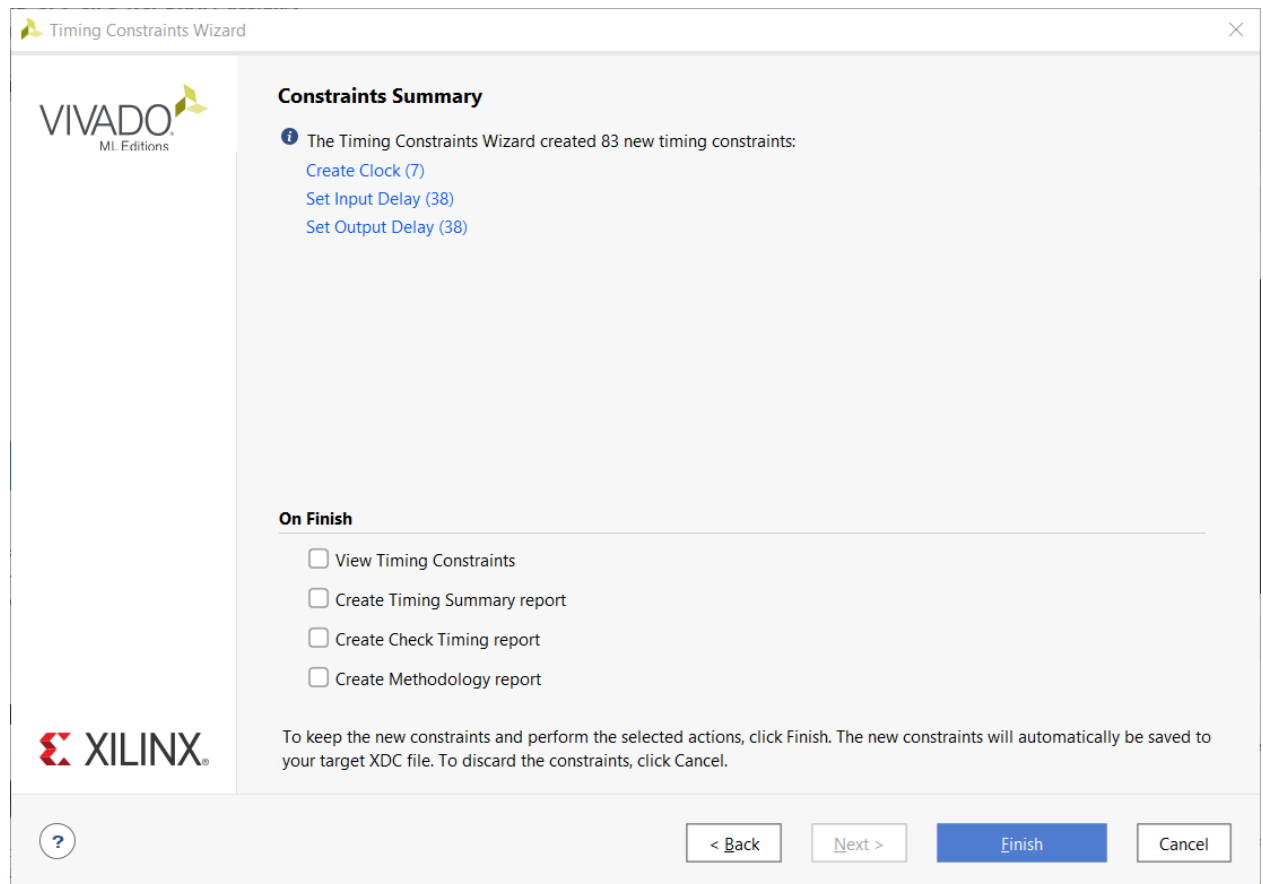 Timing Constraints Wizard
VIVADO.
ML Editions
Constraints Summary
The Timing Constraints Wizard created 83 new timing constraints:
Create Clock (7)
Set Input Delay (38)
Set Output Delay (38)
On Finish
View Timing Constraints
Create Timing Summary report
Create Check Timing report
Create Methodology report
XILINX®
To keep the new constraints and perform the selected actions, click Finish. The new constraints will automatically be saved to
your target XDC file. To discard the constraints, click Cancel.
?
< Back
Next >
Finish
Cancel